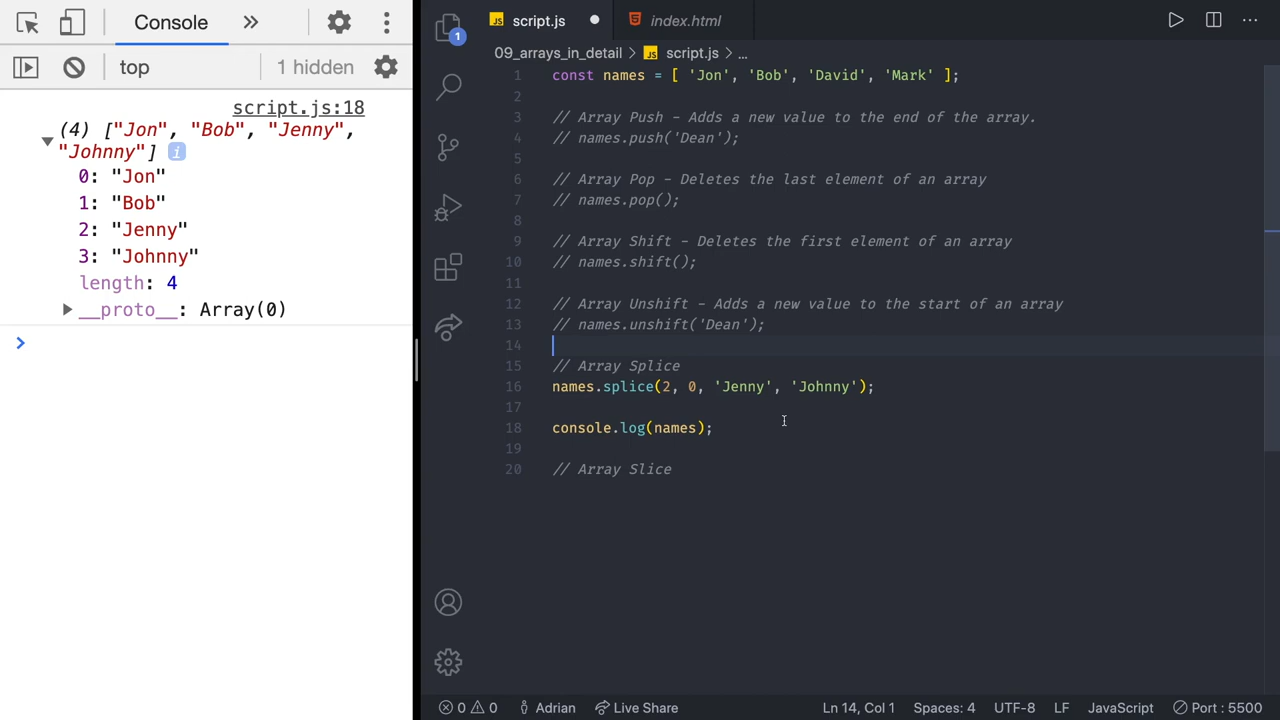 Console
top
1 hidden
script.js:18
(4) ["Jon", "Bob", "Jenny",
"Johnny"] i
0: "Jon"
1: "Bob"
2: "Jenny"
3: "Johnny"
length: 4
__proto__: Array(0)
1
JS script.js
index.html
09_arrays_in_detail > JS script.js > ...
1 const names = [ 'Jon', 'Bob', 'David', 'Mark' ];
2
3 // Array Push - Adds a new value to the end of the array.
4 // names.push('Dean');
5
6 // Array Pop - Deletes the last element of an array
7 // names.pop();
8
9 // Array Shift - Deletes the first element of an array
10 // names.shift();
11
12 // Array Unshift - Adds a new value to the start of an array
13 // names.unshift('Dean');
14
15 // Array Splice
16 names.splice(2, 0, 'Jenny', 'Johnny');
17
18 console.log(names);
19
20 // Array Slice
0 0 Adrian Live Share Ln 14, Col 1 Spaces: 4 UTF-8 LF JavaScript Port : 5500